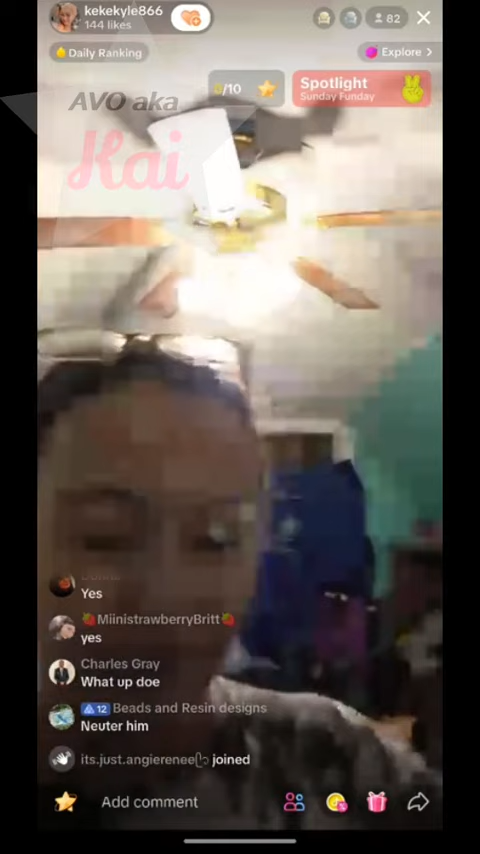 kekekyle866
144 likes
82
Daily Ranking
Explore >
/10
Spotlight
Sunday Funday
AVO aka
Kai
Yes
🍓MiinistrawberryBritt🍓
yes
Charles Gray
What up doe
12 Beads and Resin designs
Neuter him
its.just.angierenee joined
Add comment